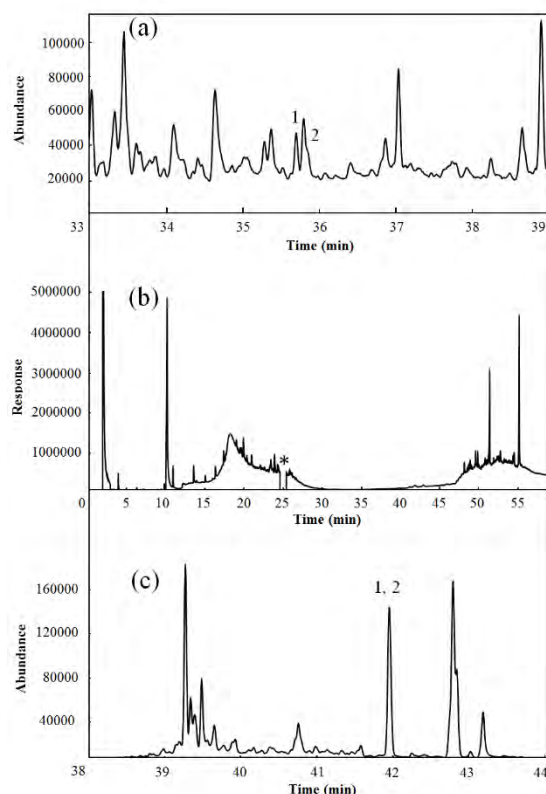 (a)
Abundance
100000
80000
60000
40000
20000
1
2
33 34 35 36 37 38 39
Time (min)
(b)
Response
5000000
4000000
3000000
2000000
1000000
*
0 5 10 15 20 25 30 35 40 45 50 55
Time (min)
(c)
Abundance
160000
120000
80000
40000
1, 2
38 39 40 41 42 43 44
Time (min)